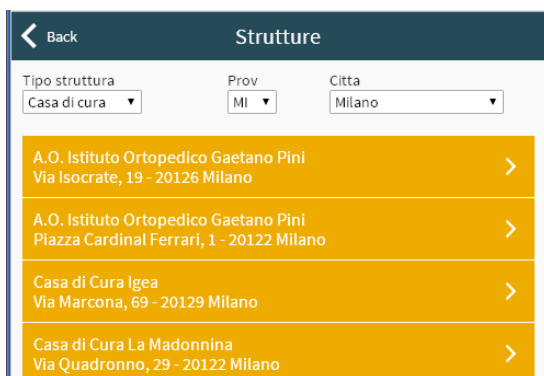 Back Strutture
Tipo struttura Prov Citta
Casa di cura MI Milano
A.O. Istituto Ortopedico Gaetano Pini
Via Isocrate, 19 - 20126 Milano
A.O. Istituto Ortopedico Gaetano Pini
Piazza Cardinal Ferrari, 1 - 20122 Milano
Casa di Cura Igea
Via Marcona, 69 - 20129 Milano
Casa di Cura La Madonnina
Via Quadronno, 29 - 20122 Milano